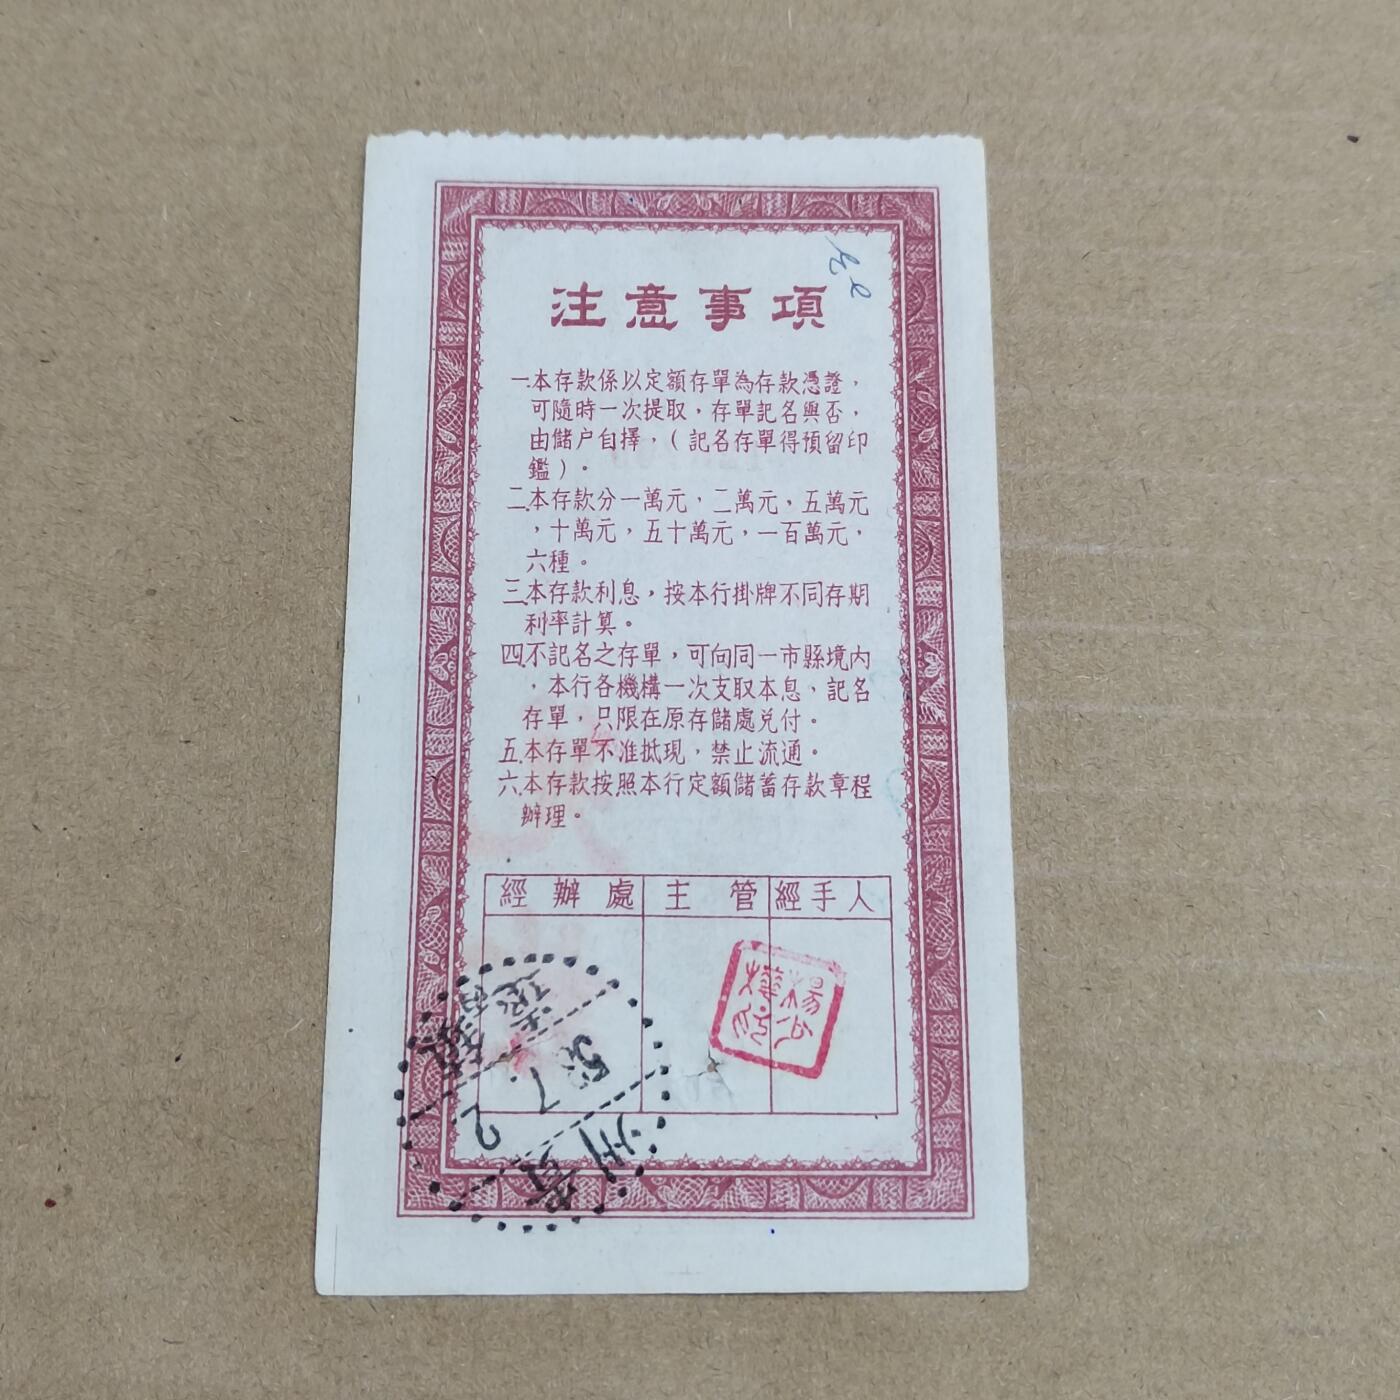 注意事項
一.本存款係以定額存單為存款憑證，
可隨時一次提取，存單記名與否，
由儲户自擇，（記名存單得預留印
鑑）。
二.本存款分一萬元，二萬元，五萬元
，十萬元，五十萬元，一百萬元，
六種。
三.本存款利息，按本行掛牌不同存期
利率計算。
四.不記名之存單，可向同一市縣境内
，本行各機構一次支取本息、記名
存單，只限在原存儲處兑付。
五.本存單不准抵現，禁止流通。
六.本存款按照本行定額儲蓄存款章程
辦理。
經辦處 主管 經手人
貴州
58 7 2